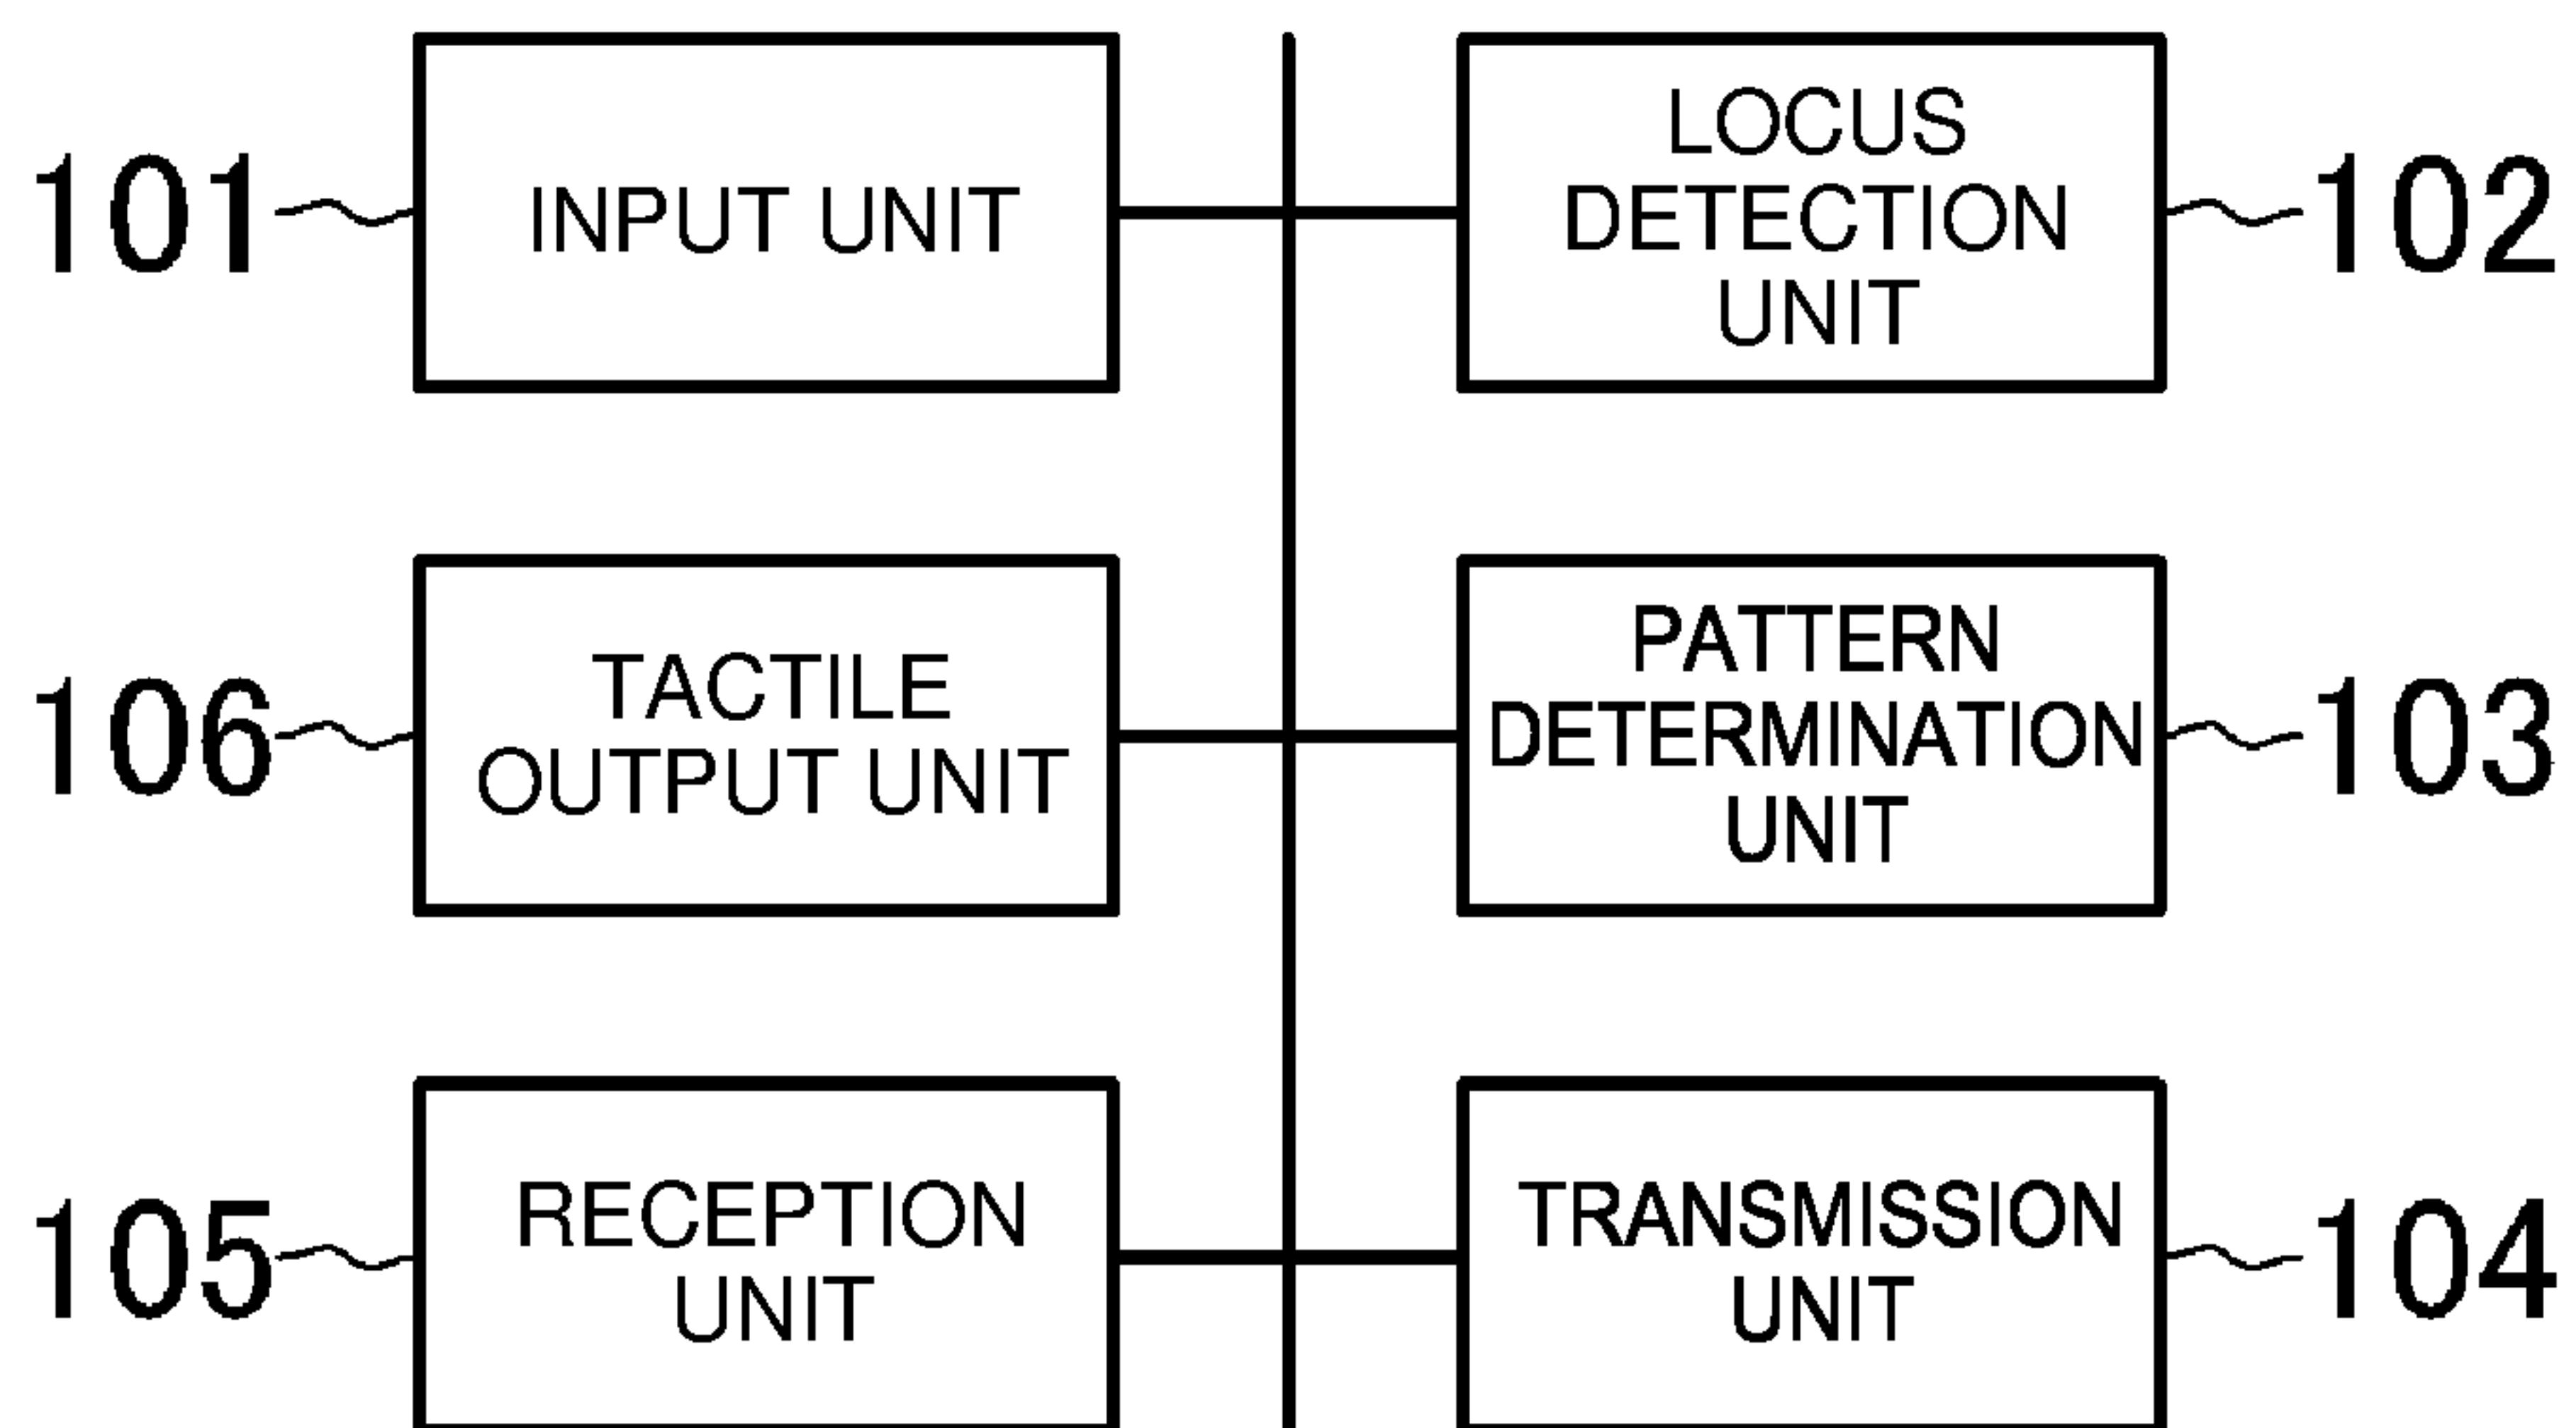 101
INPUT UNIT
LOCUS
DETECTION
UNIT
102
106
TACTILE
OUTPUT UNIT
PATTERN
DETERMINATION
UNIT
103
105
RECEPTION
UNIT
TRANSMISSION
UNIT
104